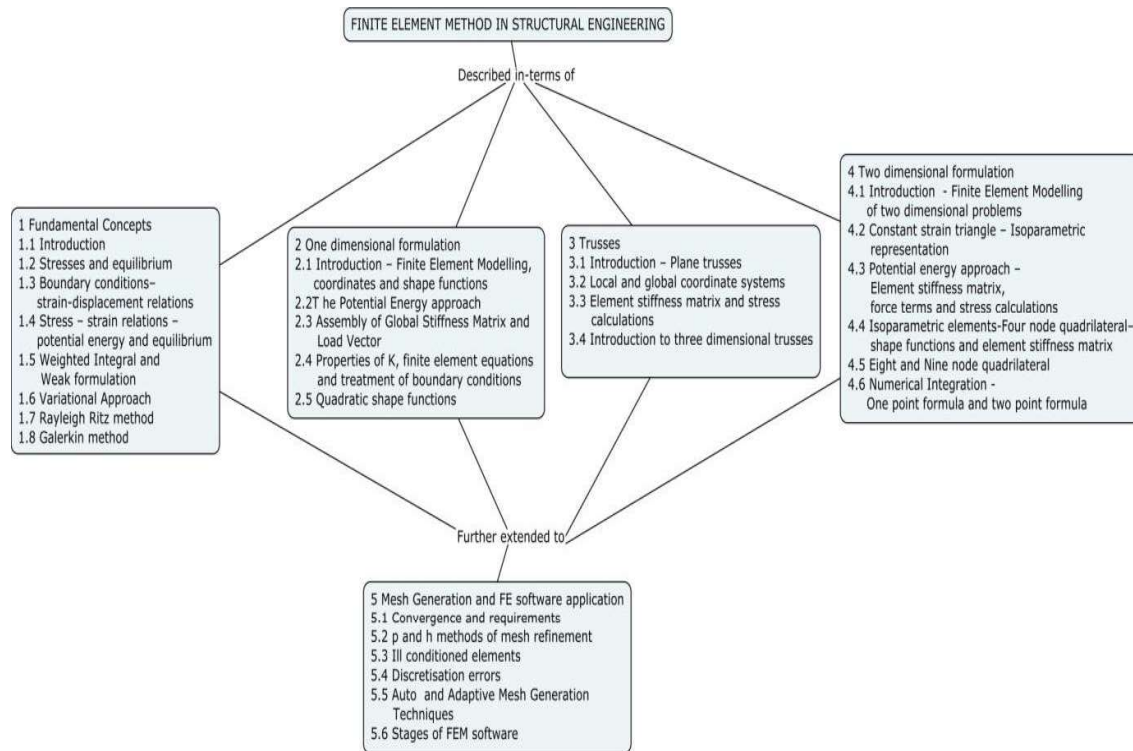 FINITE ELEMENT METHOD IN STRUCTURAL ENGINEERING
Described in-terms of
1 Fundamental Concepts
1.1 Introduction
1.2 Stresses and equilibrium
1.3 Boundary conditions–
strain-displacement relations
1.4 Stress – strain relations –
potential energy and equilibrium
1.5 Weighted Integral and
Weak formulation
1.6 Variational Approach
1.7 Rayleigh Ritz method
1.8 Galerkin method
2 One dimensional formulation
2.1 Introduction – Finite Element Modelling,
coordinates and shape functions
2.2T he Potential Energy approach
2.3 Assembly of Global Stiffness Matrix and
Load Vector
2.4 Properties of K, finite element equations
and treatment of boundary conditions
2.5 Quadratic shape functions
3 Trusses
3.1 Introduction – Plane trusses
3.2 Local and global coordinate systems
3.3 Element stiffness matrix and stress
calculations
3.4 Introduction to three dimensional trusses
4 Two dimensional formulation
4.1 Introduction - Finite Element Modelling
of two dimensional problems
4.2 Constant strain triangle – Isoparametric
representation
4.3 Potential energy approach –
Element stiffness matrix,
force terms and stress calculations
4.4 Isoparametric elements-Four node quadrilateral–
shape functions and element stiffness matrix
4.5 Eight and Nine node quadrilateral
4.6 Numerical Integration -
One point formula and two point formula
Further extended to
5 Mesh Generation and FE software application
5.1 Convergence and requirements
5.2 p and h methods of mesh refinement
5.3 Ill conditioned elements
5.4 Discretisation errors
5.5 Auto and Adaptive Mesh Generation
Techniques
5.6 Stages of FEM software